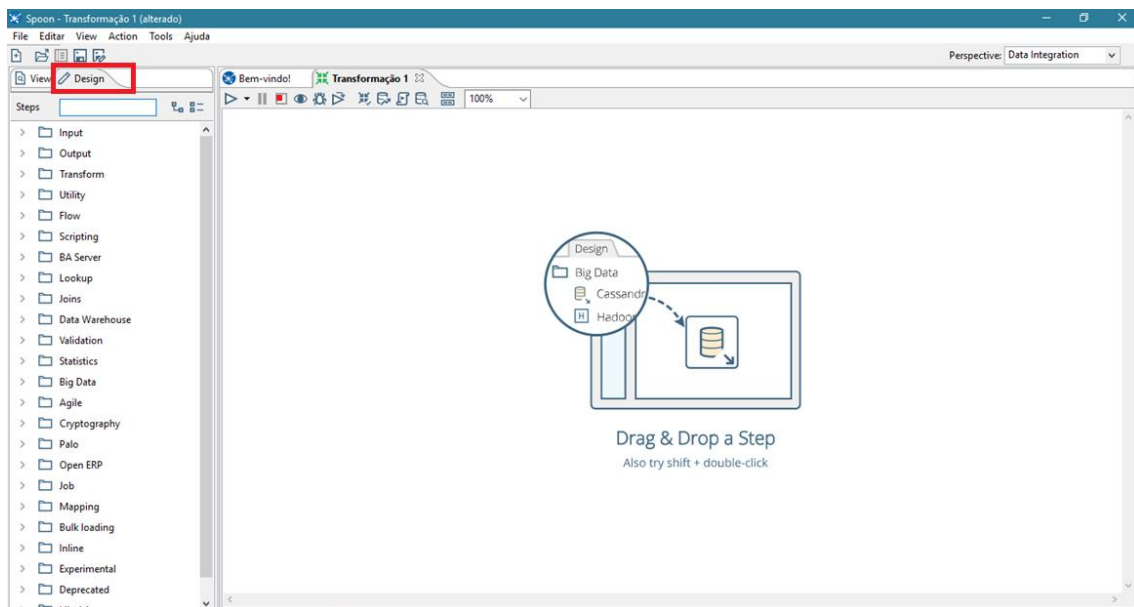 Spoon - Transformação 1 (alterado)
File Editar View Action Tools Ajuda
Perspective: Data Integration
View Design
Bem-vindo! Transformação 1
Steps
100%
Input
Output
Transform
Utility
Flow
Scripting
BA Server
Lookup
Joins
Data Warehouse
Validation
Statistics
Big Data
Agile
Cryptography
Palo
Open ERP
Job
Mapping
Bulk loading
Inline
Experimental
Deprecated
Design
Big Data
Cassandr
H Hadoop
Drag & Drop a Step
Also try shift + double-click